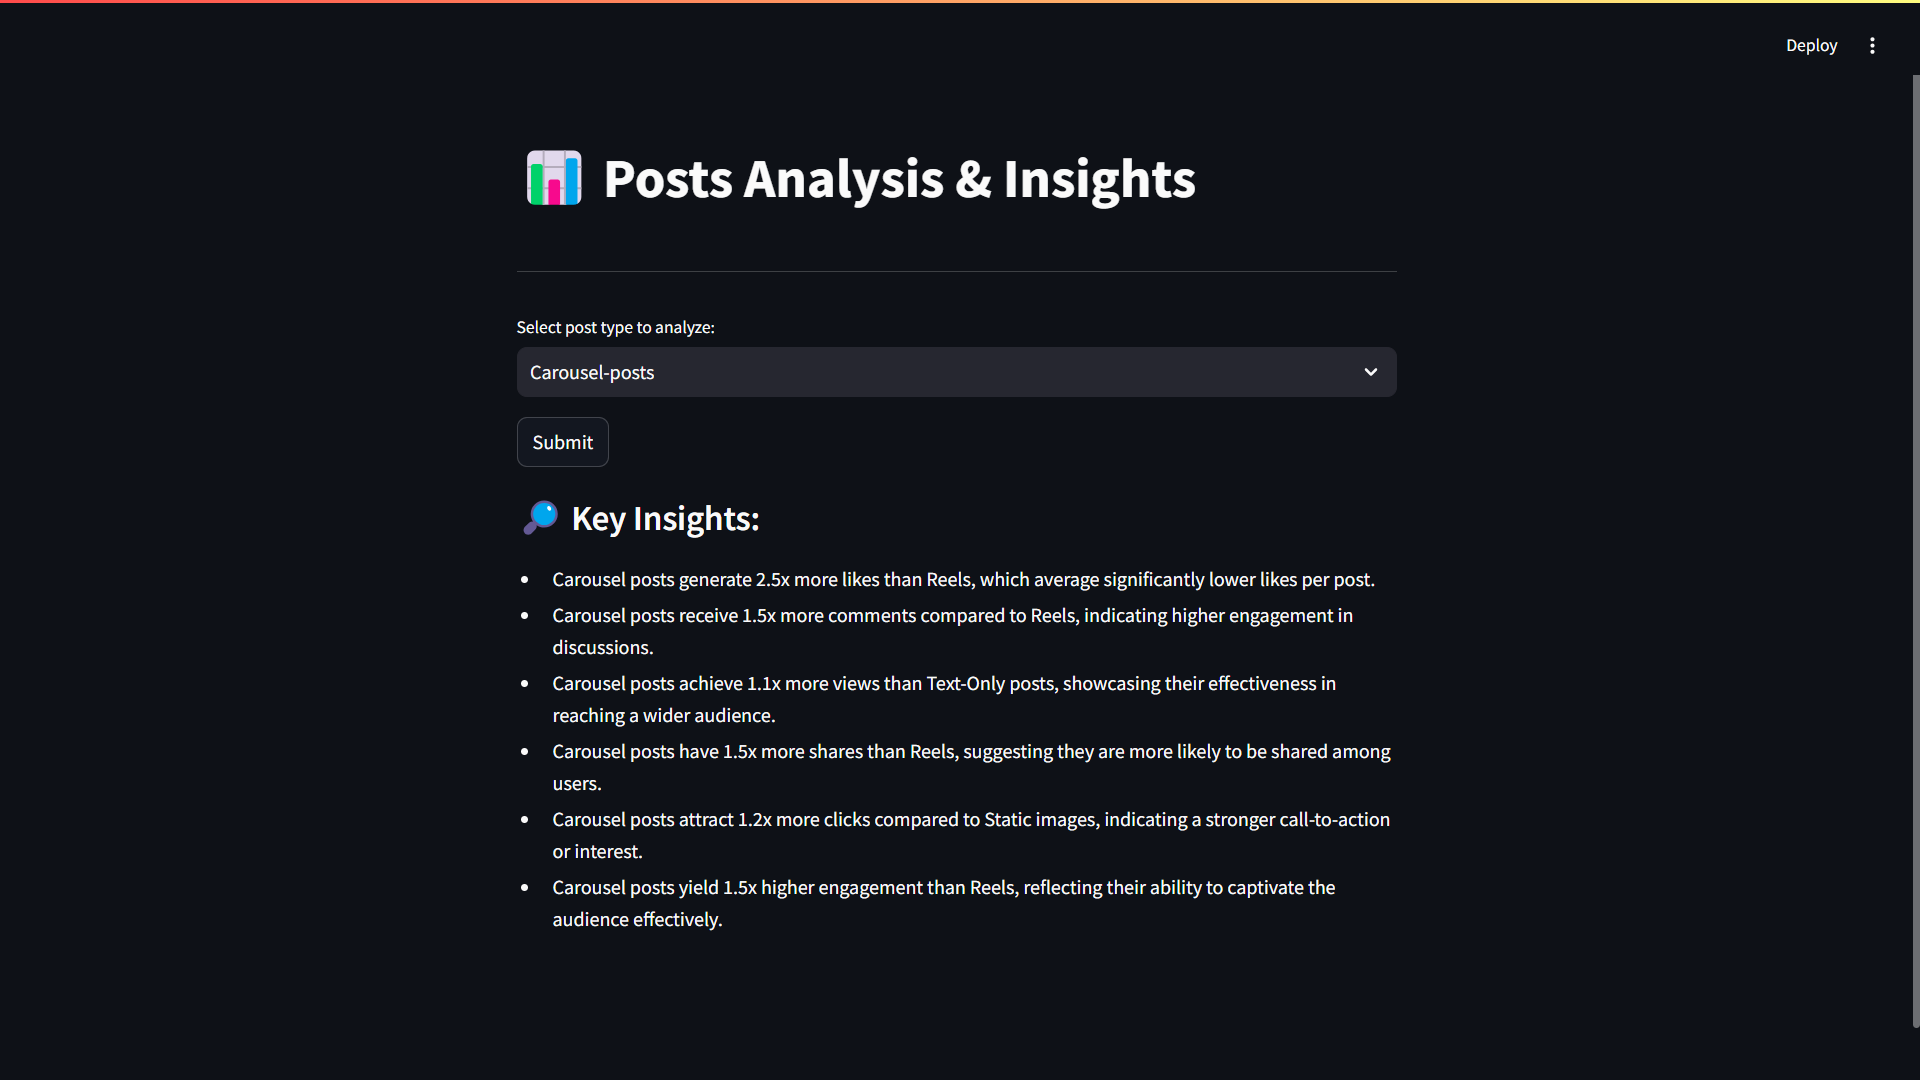 Deploy
Posts Analysis & Insights
Select post type to analyze:
Carousel-posts
Submit
Key Insights:
Carousel posts generate 2.5x more likes than Reels, which average significantly lower likes per post.
Carousel posts receive 1.5x more comments compared to Reels, indicating higher engagement in
discussions.
Carousel posts achieve 1.1x more views than Text-Only posts, showcasing their effectiveness in
reaching a wider audience.
Carousel posts have 1.5x more shares than Reels, suggesting they are more likely to be shared among
users.
Carousel posts attract 1.2x more clicks compared to Static images, indicating a stronger call-to-action
or interest.
Carousel posts yield 1.5x higher engagement than Reels, reflecting their ability to captivate the
audience effectively.